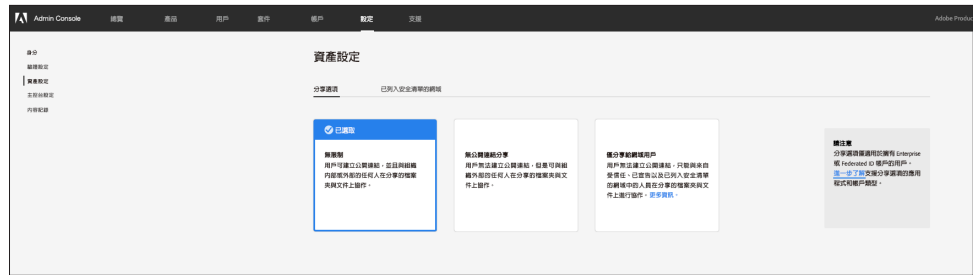 Admin Console 總覽 產品 用戶 套件 帳戶 設定 支援 Adobe Produc
身分
驗證設定
資產設定
主控台設定
內容記錄
資產設定
分享選項 已列入安全清單的網域
已選取
無限制
用戶可建立公開連結，並且與組織
內部或外部的任何人在分享的檔案
夾與文件上協作。
無公開連結分享
用戶無法建立公開連結，但是可與組
織外部的任何人在分享的檔案夾與文
件上協作。
僅分享給網域用戶
用戶無法建立公開連結，只能與來自
受信任、已宣告以及已列入安全清單
的網域中的人員在分享的檔案夾與文
件上進行協作。更多資訊。
請注意
分享選項僅適用於擁有 Enterprise
或 Federated ID 帳戶的用戶。
進一步了解支援分享選項的應用
程式和帳戶類型。